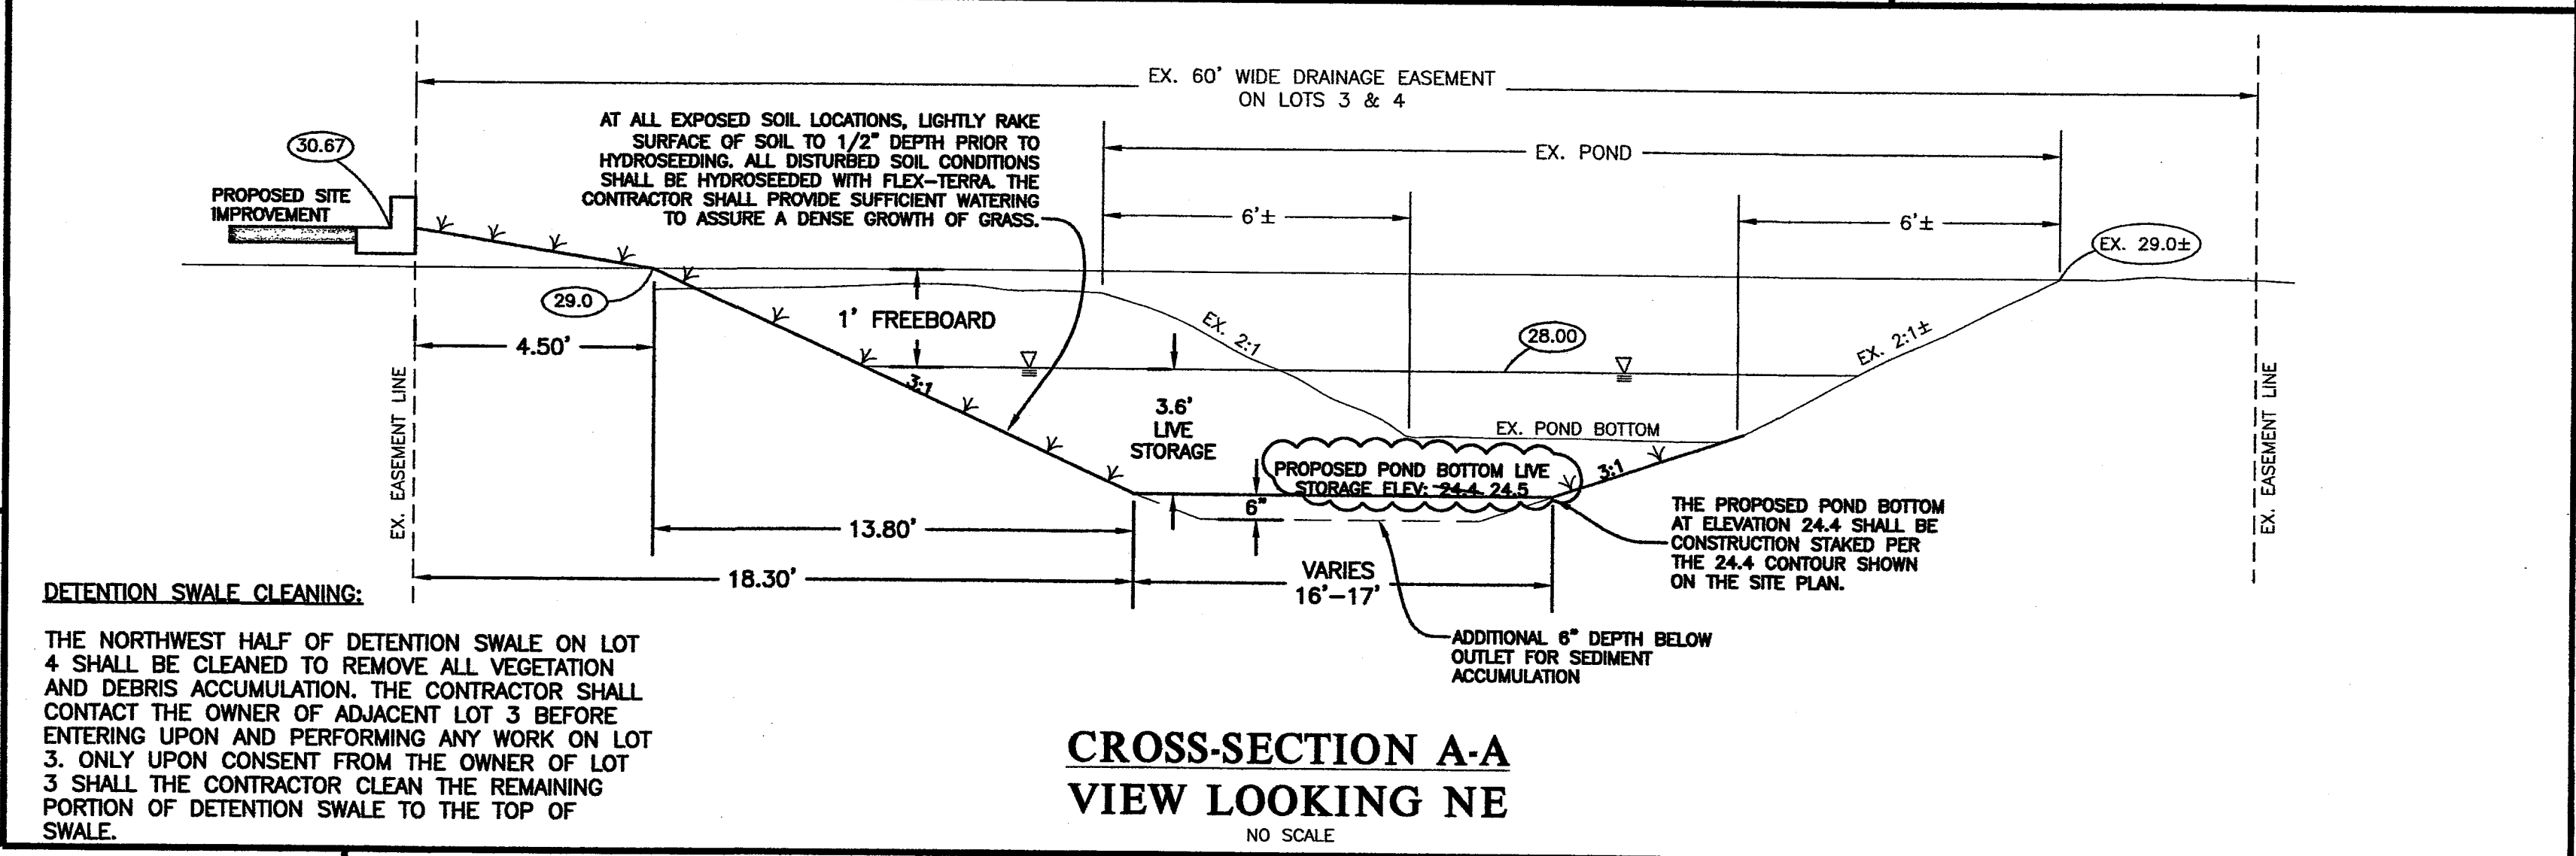 EX. 60' WIDE DRAINAGE EASEMENT
ON LOTS 3 & 4
AT ALL EXPOSED SOIL LOCATIONS, LIGHTLY RAKE
SURFACE OF SOIL TO 1/2" DEPTH PRIOR TO
HYDROSEEDING. ALL DISTURBED SOIL CONDITIONS
SHALL BE HYDROSEEDED WITH FLEX-TERRA. THE
CONTRACTOR SHALL PROVIDE SUFFICIENT WATERING
TO ASSURE A DENSE GROWTH OF GRASS.
30.67
PROPOSED SITE
IMPROVEMENT
EX. POND
6'±
6'±
EX. 29.0±
29.0
1' FREEBOARD
4.50'
EX. 2:1
28.00
EX. 2:1±
3:1
EX. EASEMENT LINE
EX. EASEMENT LINE
3.6'
LIVE
STORAGE
EX. POND BOTTOM
PROPOSED POND BOTTOM LIVE
STORAGE ELEV: 24.4 24.5
3:1
6"
THE PROPOSED POND BOTTOM
AT ELEVATION 24.4 SHALL BE
CONSTRUCTION STAKED PER
THE 24.4 CONTOUR SHOWN
ON THE SITE PLAN.
13.80'
18.30'
VARIES
16'-17'
ADDITIONAL 6" DEPTH BELOW
OUTLET FOR SEDIMENT
ACCUMULATION
DETENTION SWALE CLEANING:
THE NORTHWEST HALF OF DETENTION SWALE ON LOT
4 SHALL BE CLEANED TO REMOVE ALL VEGETATION
AND DEBRIS ACCUMULATION. THE CONTRACTOR SHALL
CONTACT THE OWNER OF ADJACENT LOT 3 BEFORE
ENTERING UPON AND PERFORMING ANY WORK ON LOT
3. ONLY UPON CONSENT FROM THE OWNER OF LOT
3 SHALL THE CONTRACTOR CLEAN THE REMAINING
PORTION OF DETENTION SWALE TO THE TOP OF
SWALE.
CROSS-SECTION A-A
VIEW LOOKING NE
NO SCALE